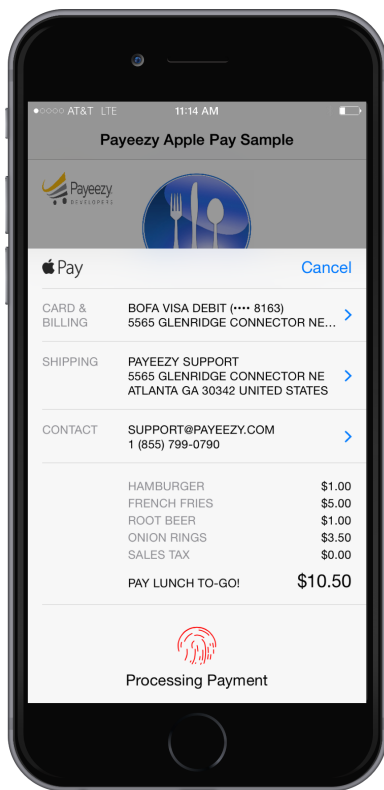 ●○○○○ AT&T LTE 11:14 AM
Payeezy Apple Pay Sample
Payeezy
DEVELOPERS
Pay Cancel
CARD & BILLING BOFA VISA DEBIT (•••• 8163)
5565 GLENRIDGE CONNECTOR NE...
SHIPPING PAYEEZY SUPPORT
5565 GLENRIDGE CONNECTOR NE
ATLANTA GA 30342 UNITED STATES
CONTACT SUPPORT@PAYEEZY.COM
1 (855) 799-0790
HAMBURGER $1.00
FRENCH FRIES $5.00
ROOT BEER $1.00
ONION RINGS $3.50
SALES TAX $0.00
PAY LUNCH TO-GO! $10.50
Processing Payment